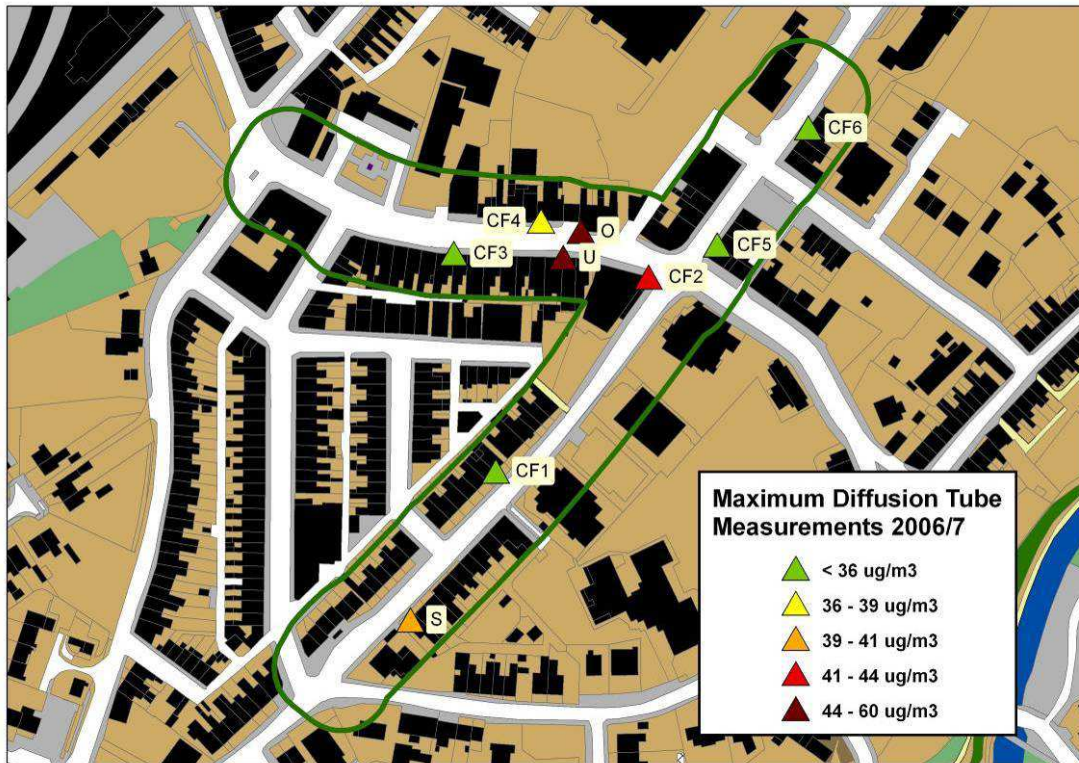 CF6
CF4
O
CF3
U
CF5
CF2
CF1
S
Maximum Diffusion Tube
Measurements 2006/7
< 36 ug/m3
36 - 39 ug/m3
39 - 41 ug/m3
41 - 44 ug/m3
44 - 60 ug/m3